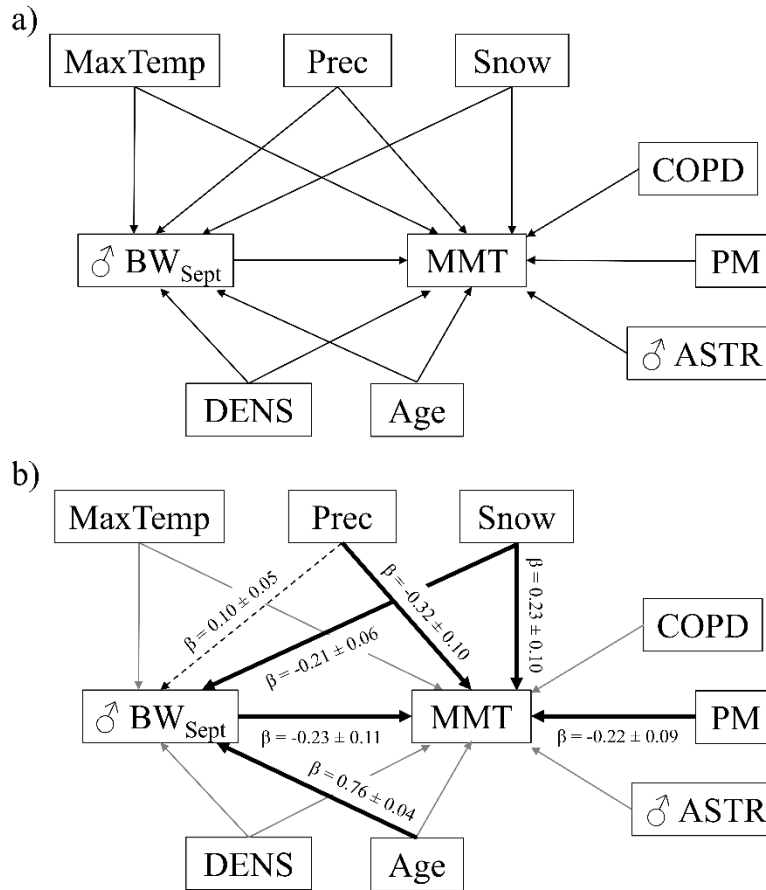 a)
MaxTemp
Prec
Snow
COPD
♂ BW_Sept
MMT
PM
♂ ASTR
DENS
Age
b)
MaxTemp
Prec
Snow
β = 0.10 ± 0.05
β = -0.32 ± 0.10
β = 0.23 ± 0.10
β = -0.21 ± 0.06
COPD
♂ BW_Sept
MMT
PM
β = -0.23 ± 0.11
β = -0.22 ± 0.09
β = 0.76 ± 0.04
♂ ASTR
DENS
Age